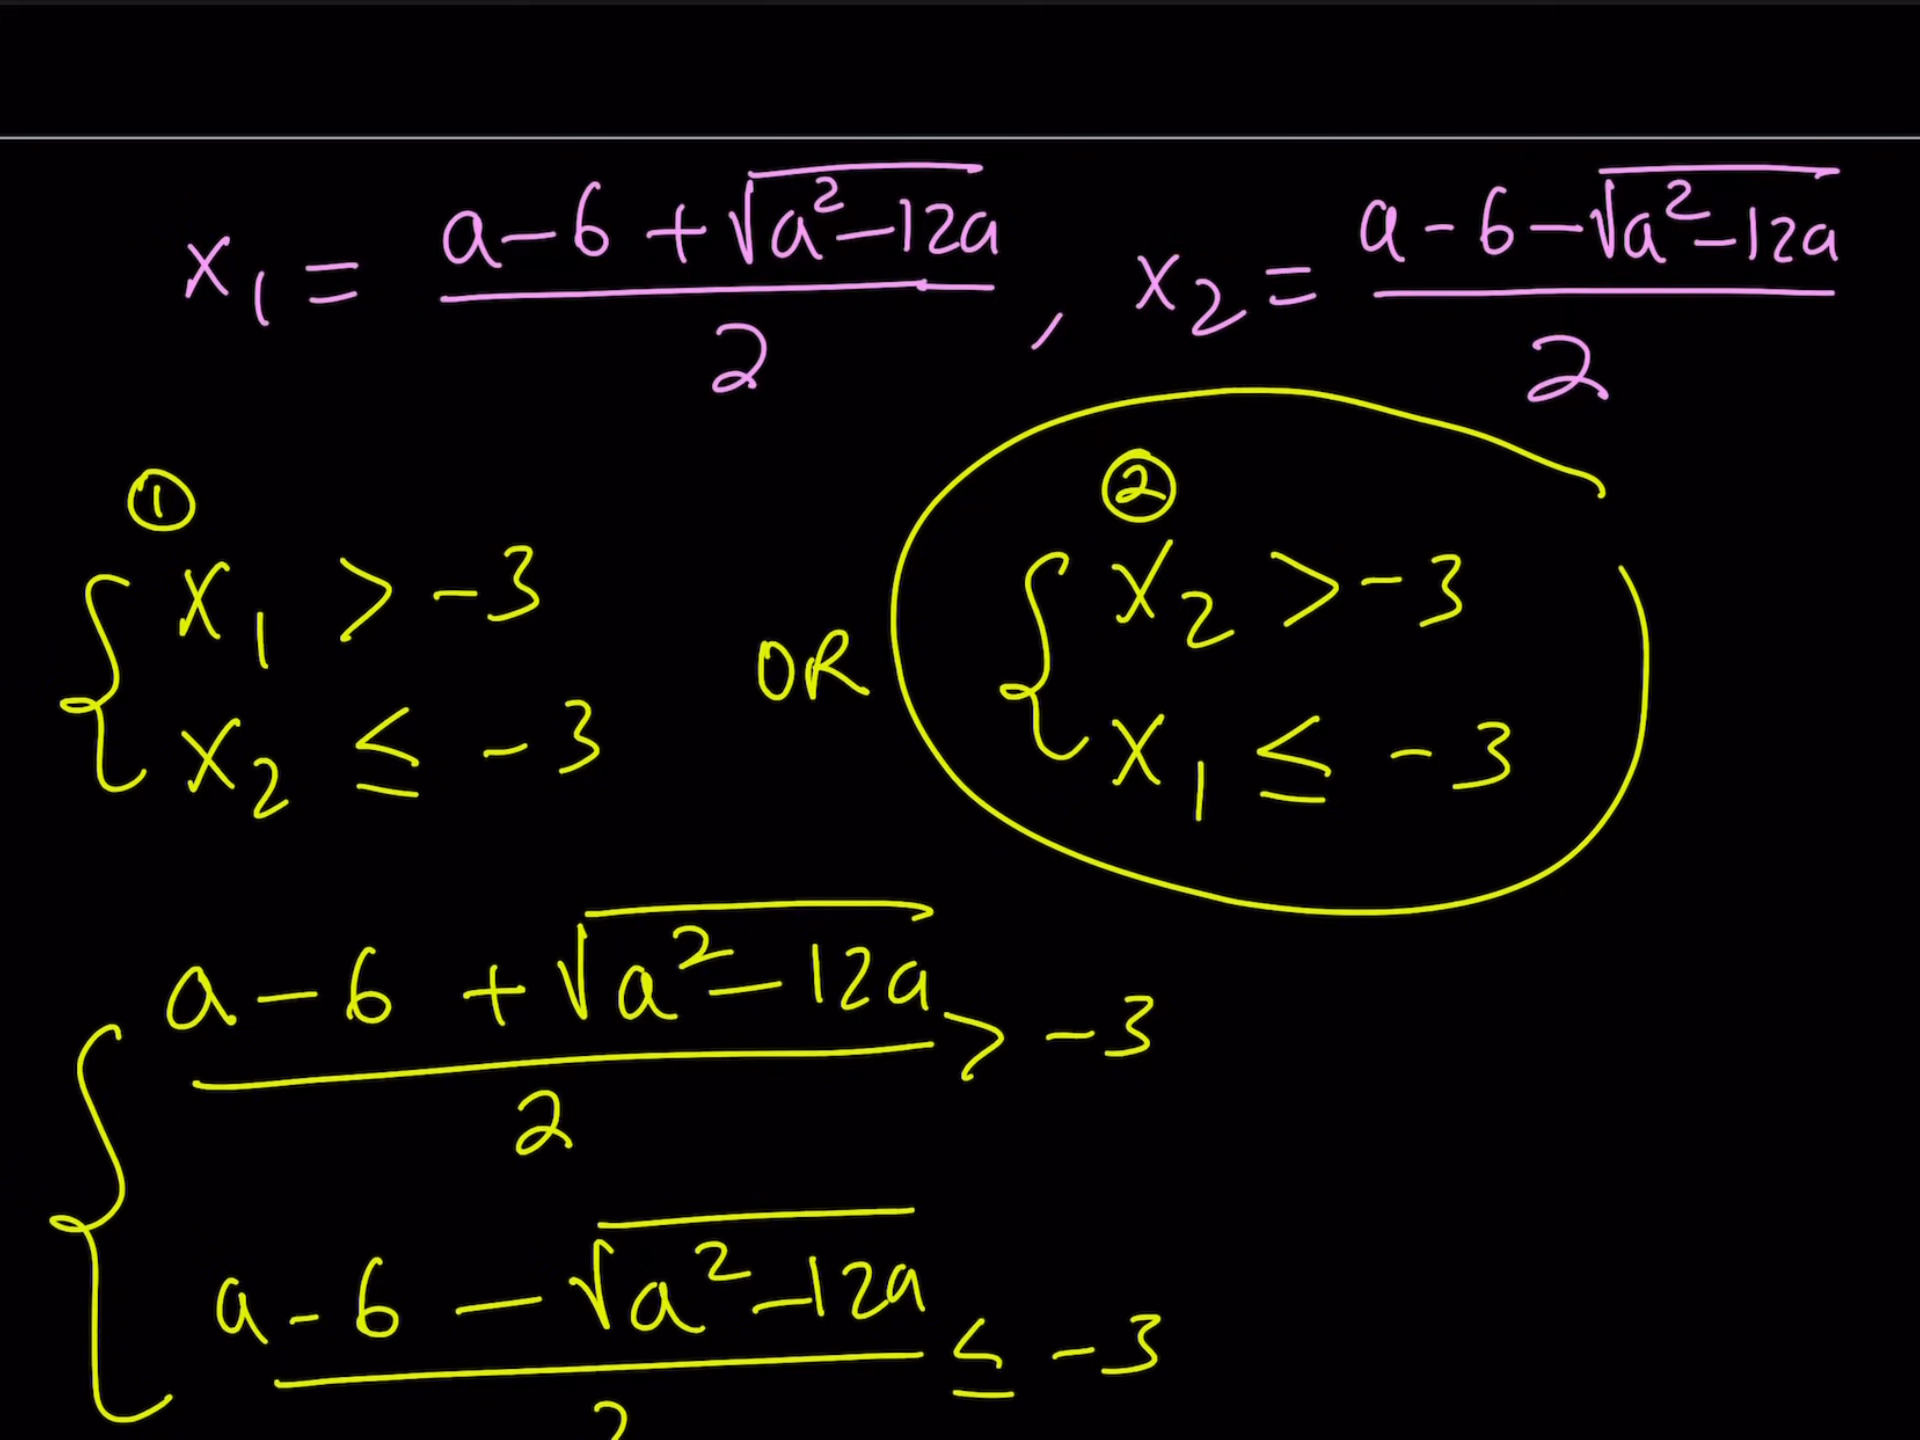 x₁ = (a-6+√(a²-12a))/2 , x₂ = (a-6-√(a²-12a))/2
① ②
{ x₁ > -3 OR { x₂ > -3
x₂ ≤ -3 x₁ ≤ -3
{ (a-6+√(a²-12a))/2 > -3
(a-6-√(a²-12a))/2 ≤ -3